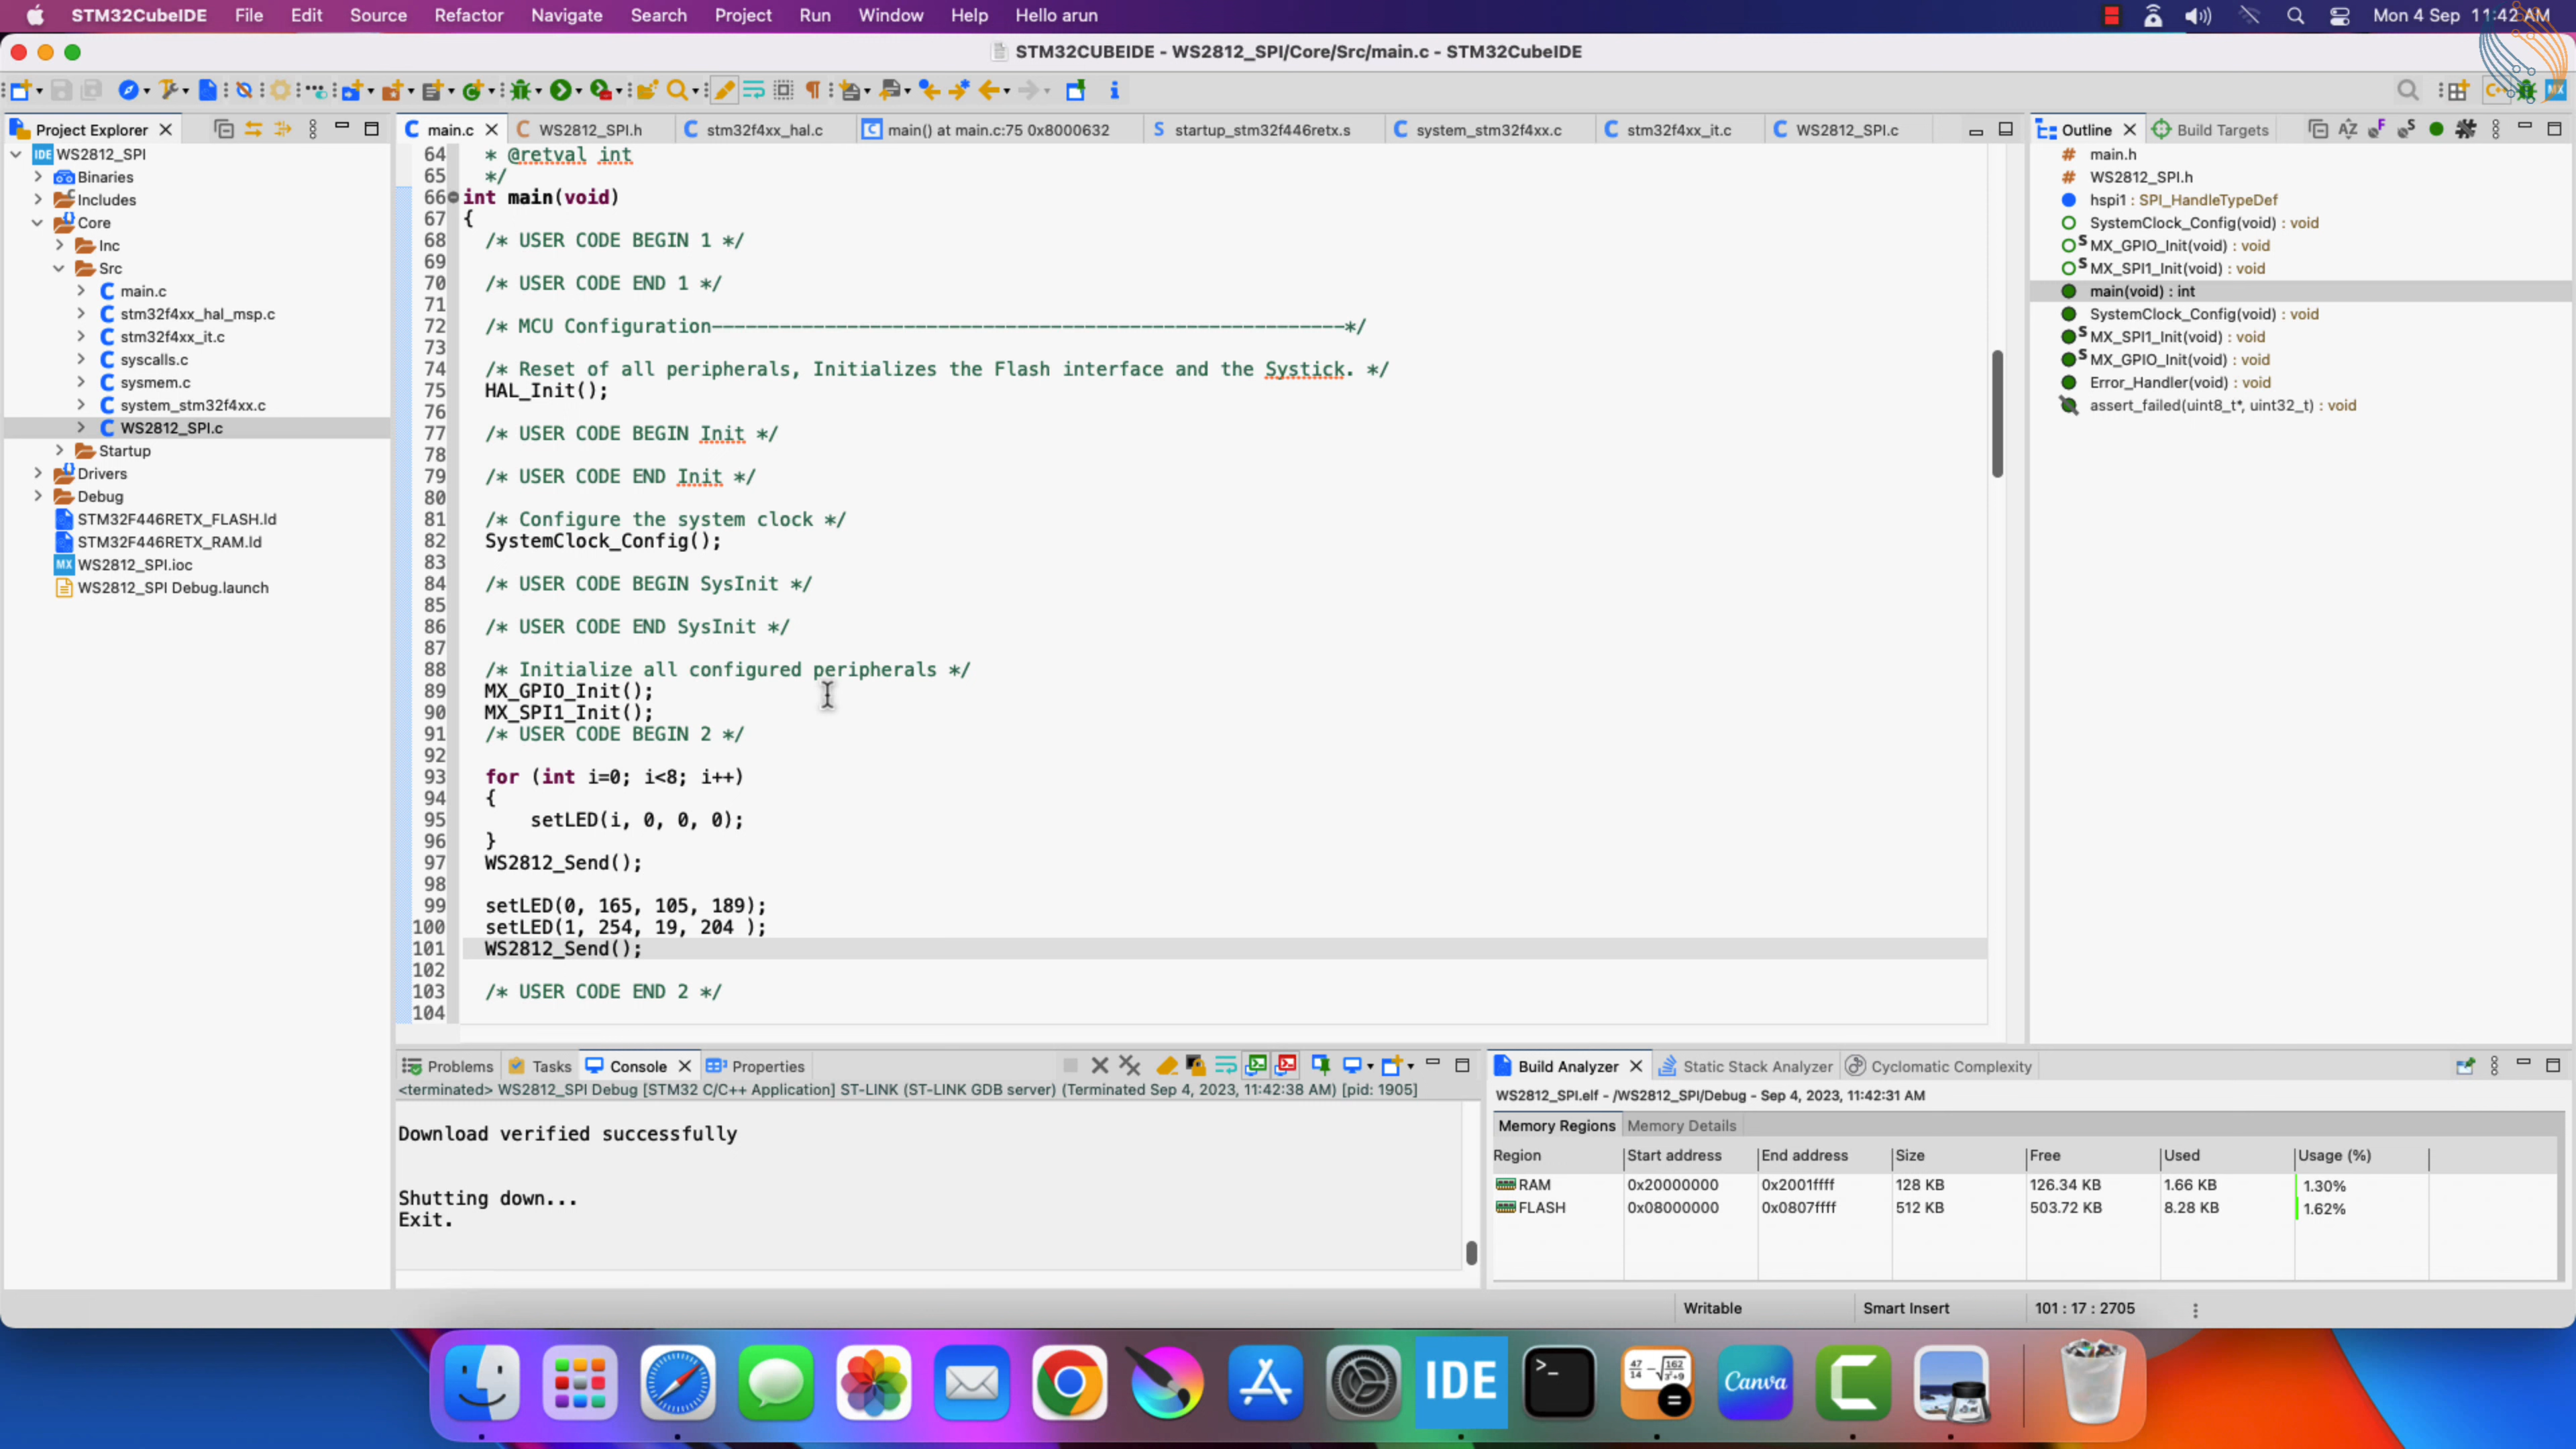 STM32CubeIDE File Edit Source Refactor Navigate Search Project Run Window Help Hello arun Mon 4 Sep 11:42 AM
STM32CUBEIDE - WS2812_SPI/Core/Src/main.c - STM32CubeIDE
Project Explorer
main.c WS2812_SPI.h stm32f4xx_hal.c main() at main.c:75 0x8000632 startup_stm32f446retx.s system_stm32f4xx.c stm32f4xx_it.c WS2812_SPI.c
Outline Build Targets
WS2812_SPI
Binaries
Includes
Core
Inc
Src
main.c
stm32f4xx_hal_msp.c
stm32f4xx_it.c
syscalls.c
sysmem.c
system_stm32f4xx.c
WS2812_SPI.c
Startup
Drivers
Debug
STM32F446RETX_FLASH.ld
STM32F446RETX_RAM.ld
WS2812_SPI.ioc
WS2812_SPI Debug.launch
64 * @retval int
65 */
66 int main(void)
67 {
68 /* USER CODE BEGIN 1 */
69
70 /* USER CODE END 1 */
71
72 /* MCU Configuration--------------------------------------------------------*/
73
74 /* Reset of all peripherals, Initializes the Flash interface and the Systick. */
75 HAL_Init();
76
77 /* USER CODE BEGIN Init */
78
79 /* USER CODE END Init */
80
81 /* Configure the system clock */
82 SystemClock_Config();
83
84 /* USER CODE BEGIN SysInit */
85
86 /* USER CODE END SysInit */
87
88 /* Initialize all configured peripherals */
89 MX_GPIO_Init();
90 MX_SPI1_Init();
91 /* USER CODE BEGIN 2 */
92
93 for (int i=0; i<8; i++)
94 {
95 setLED(i, 0, 0, 0);
96 }
97 WS2812_Send();
98
99 setLED(0, 165, 105, 189);
100 setLED(1, 254, 19, 204 );
101 WS2812_Send();
102
103 /* USER CODE END 2 */
104
main.h
WS2812_SPI.h
hspi1 : SPI_HandleTypeDef
SystemClock_Config(void) : void
MX_GPIO_Init(void) : void
MX_SPI1_Init(void) : void
main(void) : int
SystemClock_Config(void) : void
MX_SPI1_Init(void) : void
MX_GPIO_Init(void) : void
Error_Handler(void) : void
assert_failed(uint8_t*, uint32_t) : void
Problems Tasks Console Properties
<terminated> WS2812_SPI Debug [STM32 C/C++ Application] ST-LINK (ST-LINK GDB server) (Terminated Sep 4, 2023, 11:42:38 AM) [pid: 1905]
Download verified successfully
Shutting down...
Exit.
Build Analyzer Static Stack Analyzer Cyclomatic Complexity
WS2812_SPI.elf - /WS2812_SPI/Debug - Sep 4, 2023, 11:42:31 AM
Memory Regions Memory Details
Region Start address End address Size Free Used Usage (%)
RAM 0x20000000 0x2001ffff 128 KB 126.34 KB 1.66 KB 1.30%
FLASH 0x08000000 0x0807ffff 512 KB 503.72 KB 8.28 KB 1.62%
Writable Smart Insert 101 : 17 : 2705
IDE
Canva